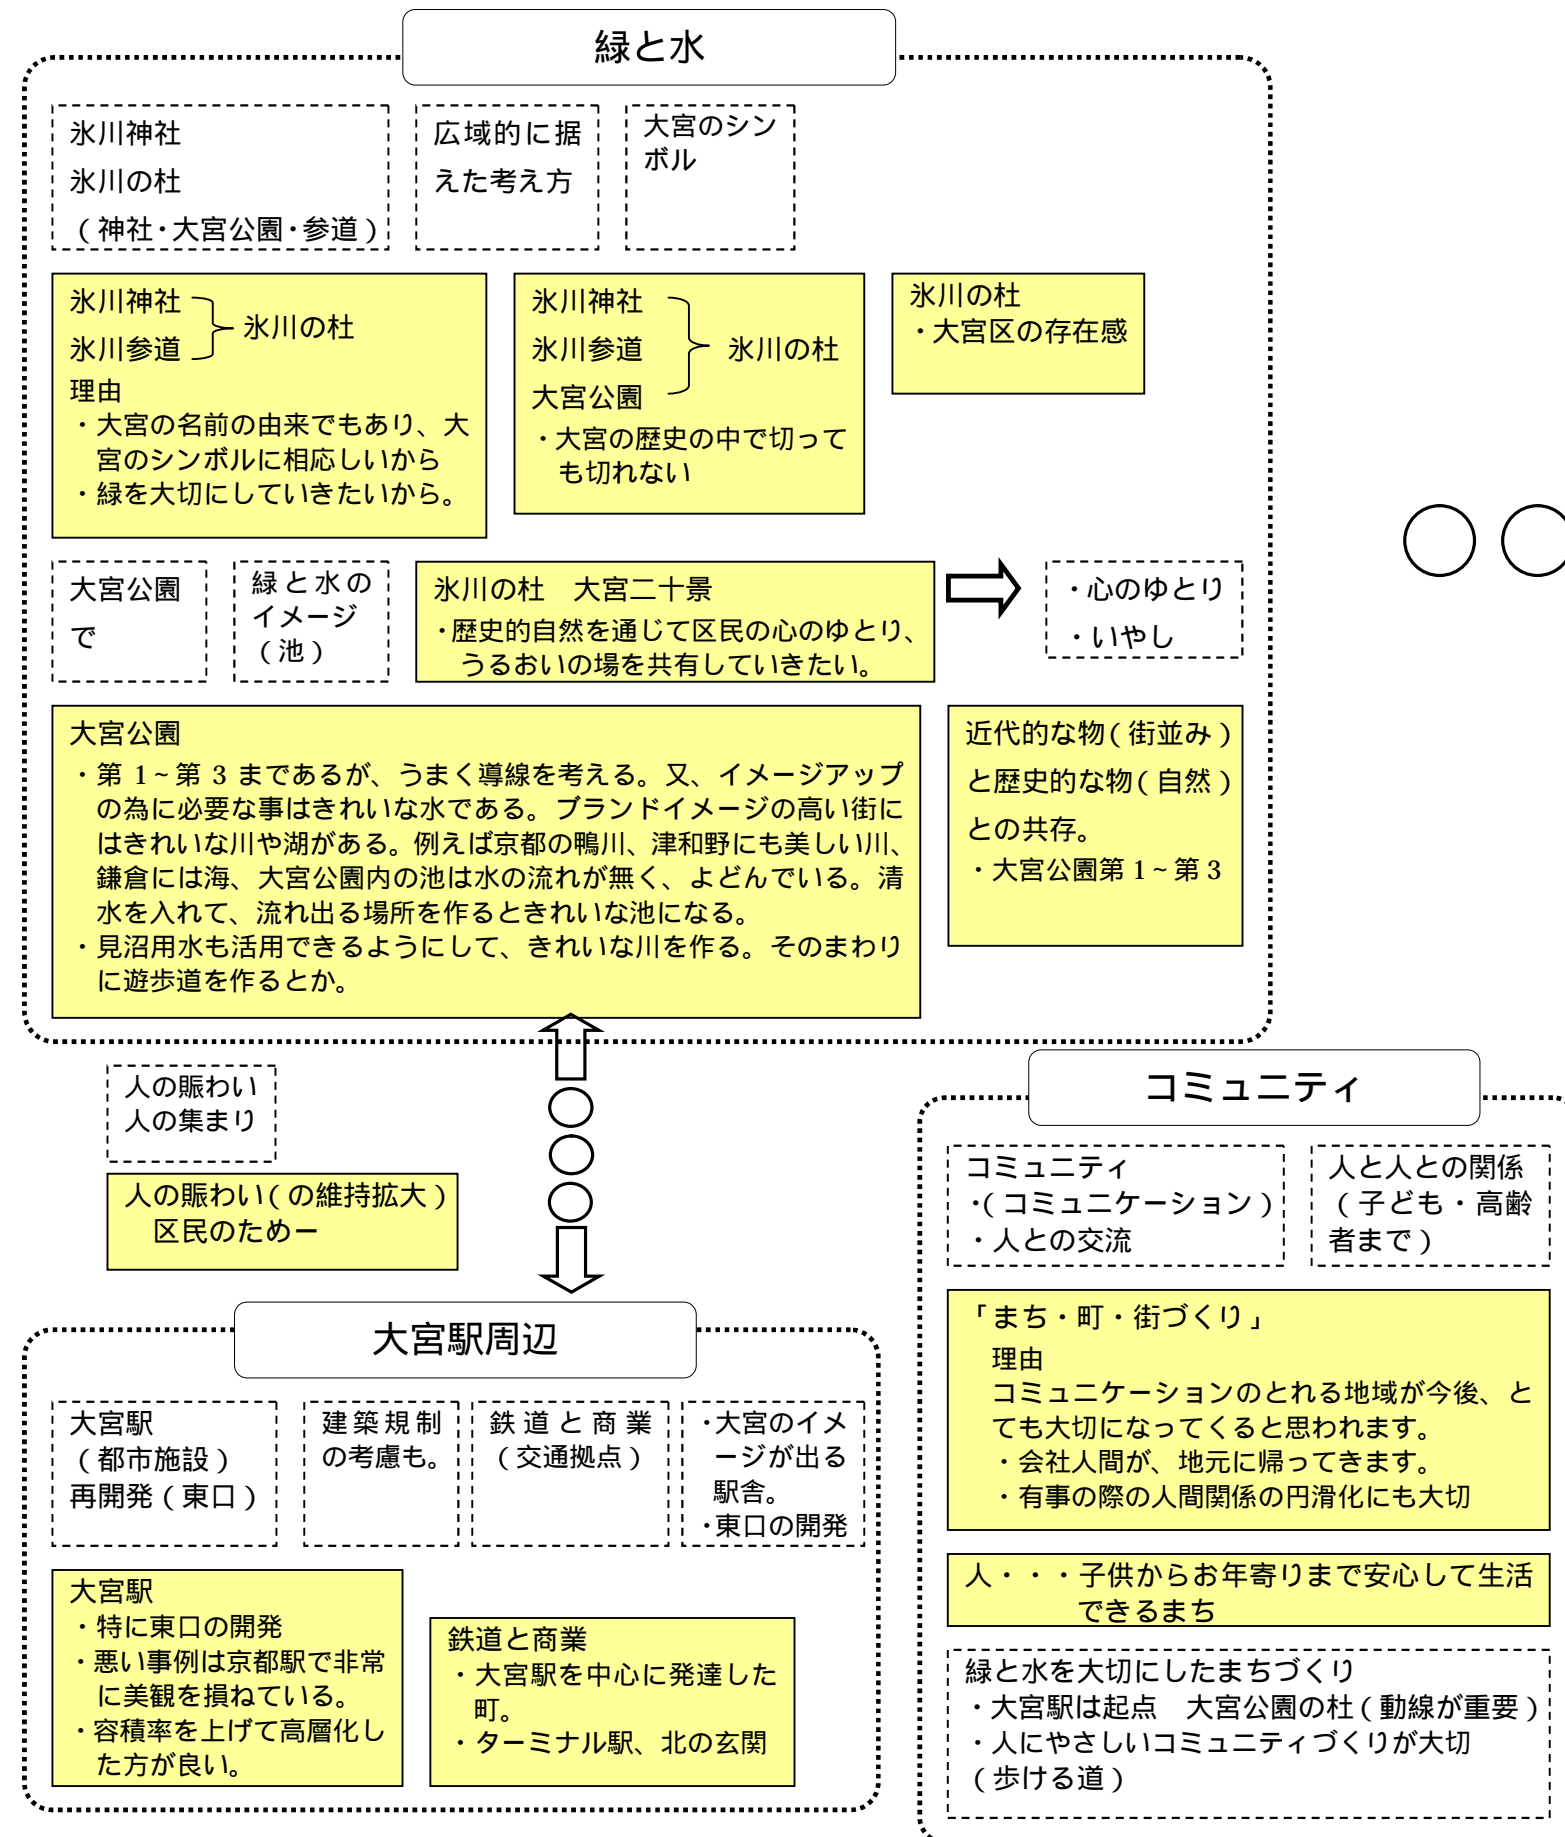 緑と水
氷川神社
氷川の杜
（神社・大宮公園・参道）
広域的に据
えた考え方
大宮のシン
ボル
氷川神社
氷川参道
氷川の杜
理由
・大宮の名前の由来でもあり、大
宮のシンボルに相応しいから
・緑を大切にしていきたいから。
氷川神社
氷川参道
大宮公園
氷川の杜
・大宮の歴史の中で切って
も切れない
氷川の杜
・大宮区の存在感
大宮公園
で
緑と水の
イメージ
（池）
氷川の杜　大宮二十景
・歴史的自然を通じて区民の心のゆとり、
うるおいの場を共有していきたい。
・心のゆとり
・いやし
大宮公園
・第 1～第 3 まであるが、うまく導線を考える。又、イメージアップ
の為に必要な事はきれいな水である。ブランドイメージの高い街に
はきれいな川や湖がある。例えば京都の鴨川、津和野にも美しい川、
鎌倉には海、大宮公園内の池は水の流れが無く、よどんでいる。清
水を入れて、流れ出る場所を作るときれいな池になる。
・見沼用水も活用できるようにして、きれいな川を作る。そのまわり
に遊歩道を作るとか。
近代的な物（街並み）
と歴史的な物（自然）
との共存。
・大宮公園第 1～第 3
人の賑わい
人の集まり
人の賑わい（の維持拡大）
区民のためー
大宮駅周辺
大宮駅
（都市施設）
再開発（東口）
建築規制
の考慮も。
鉄道と商業
（交通拠点）
・大宮のイメ
ージが出る
駅舎。
・東口の開発
大宮駅
・特に東口の開発
・悪い事例は京都駅で非常
に美観を損ねている。
・容積率を上げて高層化し
た方が良い。
鉄道と商業
・大宮駅を中心に発達した
町。
・ターミナル駅、北の玄関
コミュニティ
コミュニティ
・（コミュニケーション）
・人との交流
人と人との関係
（子ども・高齢
者まで）
「まち・町・街づくり」
理由
コミュニケーションのとれる地域が今後、と
ても大切になってくると思われます。
・会社人間が、地元に帰ってきます。
・有事の際の人間関係の円滑化にも大切
人・・・子供からお年寄りまで安心して生活
できるまち
緑と水を大切にしたまちづくり
・大宮駅は起点　大宮公園の杜（動線が重要）
・人にやさしいコミュニティづくりが大切
（歩ける道）